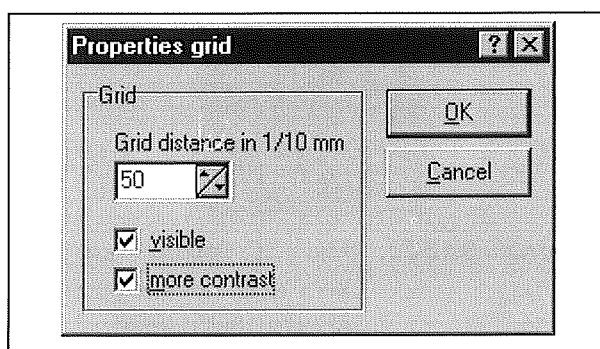 Properties grid
Grid
Grid distance in 1/10 mm
50
visible
more contrast
OK
Cancel